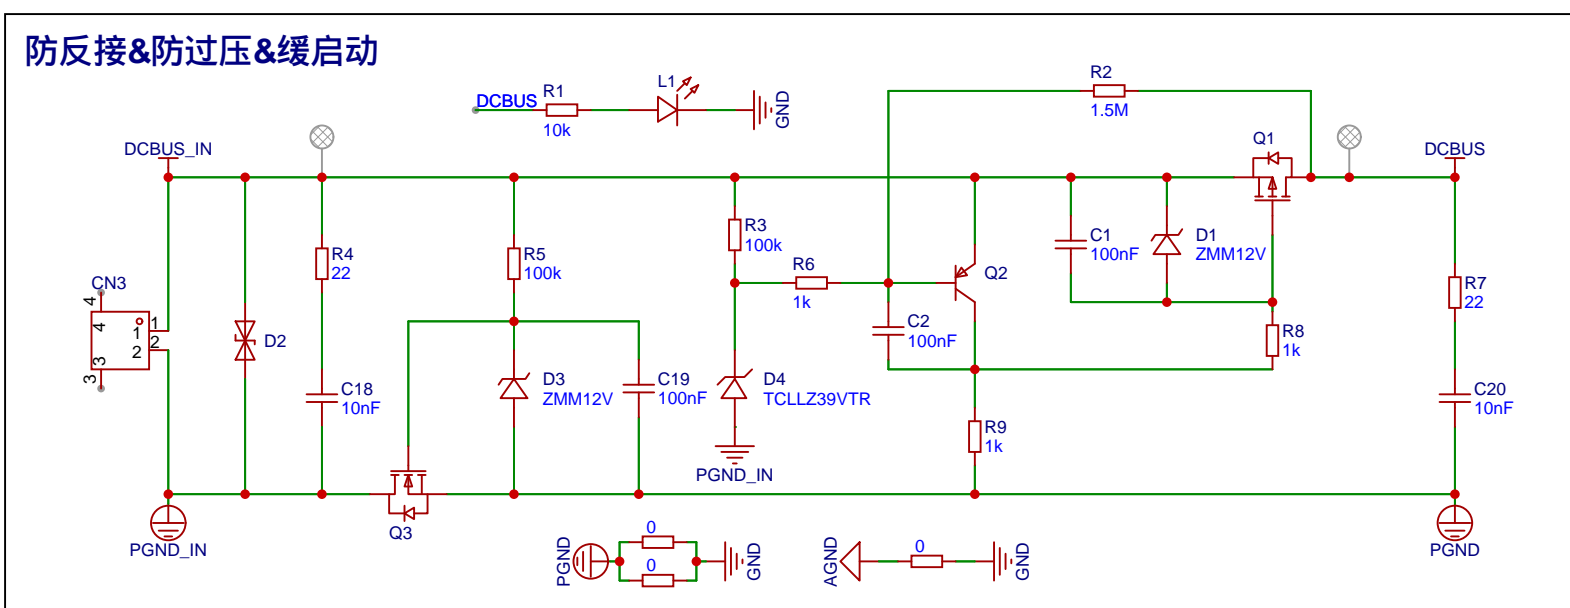 防反接&防过压&缓启动
DCBUS R1 10k
L1
GND
R2
1.5M
DCBUS_IN
Q1
DCBUS
R4
22
R5
100k
R3
100k
R6
1k
Q2
C1
100nF
D1
ZMM12V
R7
22
CN3
4
4
3
3
1
2
1
2
D2
C2
100nF
R8
1k
C18
10nF
D3
ZMM12V
C19
100nF
D4
TCLLZ39VTR
C20
10nF
R9
1k
PGND_IN
PGND_IN
Q3
PGND
PGND
0
0
GND
AGND
0
GND